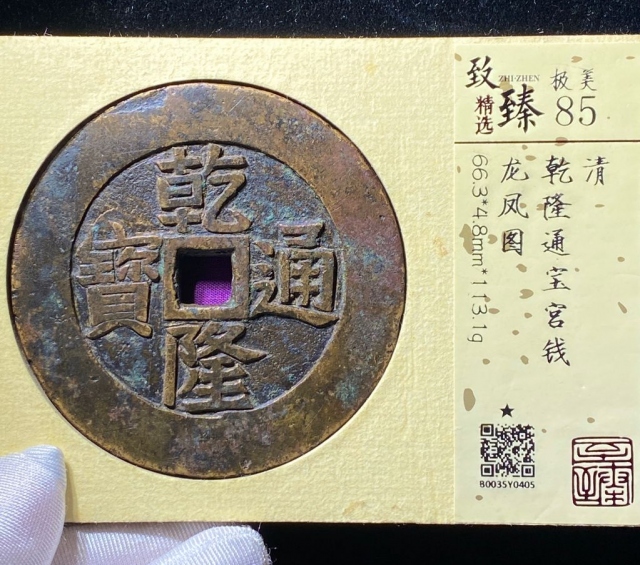 乾隆通寶
致臻
ZHI·ZHEN
精选
极美
85
清
乾隆通宝宫钱
龙凤图
66.3*4.8mm*113.1g
B0035Y0405